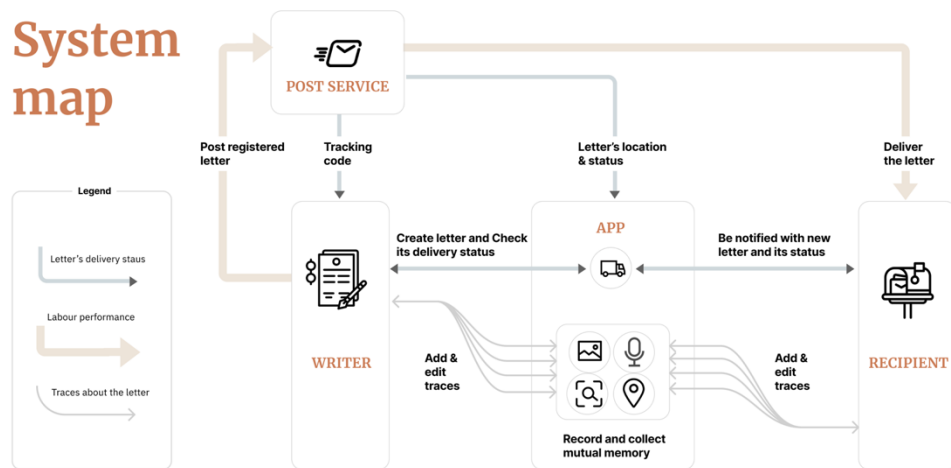 System
map
POST SERVICE
Post registered
letter
Tracking
code
Letter's location
& status
Deliver
the letter
Legend
Letter's delivery staus
Labour performance
Traces about the letter
APP
Create letter and Check
its delivery status
Be notified with new
letter and its status
WRITER
Add &
edit
traces
Add &
edit
traces
RECIPIENT
Record and collect
mutual memory